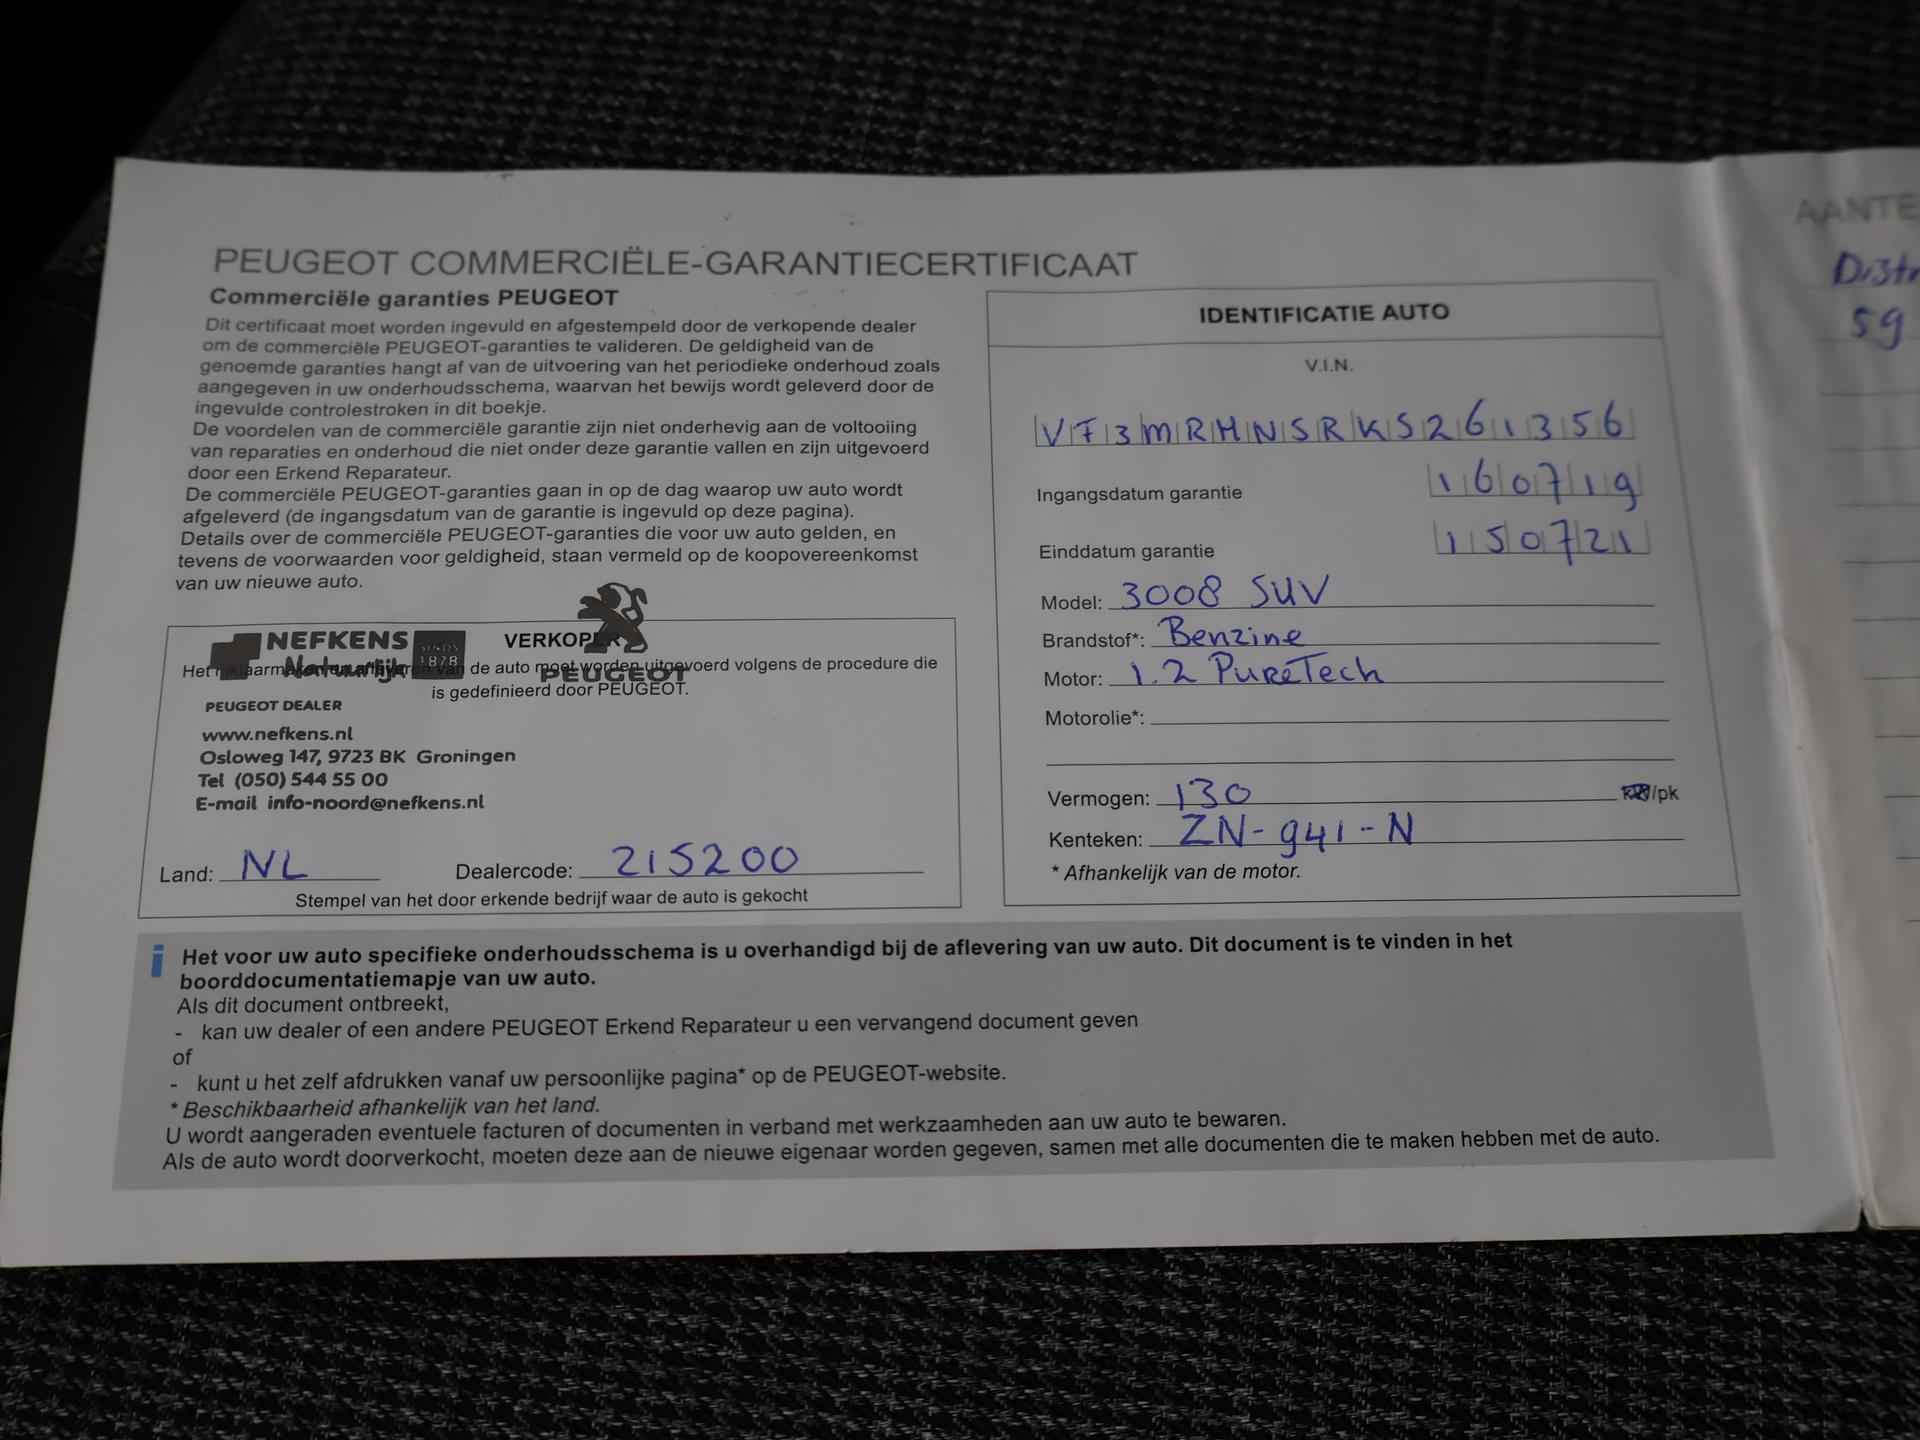 PEUGEOT COMMERCIËLE-GARANTIECERTIFICAAT
Commerciële garanties PEUGEOT
Dit certificaat moet worden ingevuld en afgestempeld door de verkopende dealer
om de commerciële PEUGEOT-garanties te valideren. De geldigheid van de
genoemde garanties hangt af van de uitvoering van het periodieke onderhoud zoals
aangegeven in uw onderhoudsschema, waarvan het bewijs wordt geleverd door de
ingevulde controlestroken in dit boekje.
De voordelen van de commerciële garantie zijn niet onderhevig aan de voltooiing
van reparaties en onderhoud die niet onder deze garantie vallen en zijn uitgevoerd
door een Erkend Reparateur.
De commerciële PEUGEOT-garanties gaan in op de dag waarop uw auto wordt
afgeleverd (de ingangsdatum van de garantie is ingevuld op deze pagina).
Details over de commerciële PEUGEOT-garanties die voor uw auto gelden, en
tevens de voorwaarden voor geldigheid, staan vermeld op de koopovereenkomst
van uw nieuwe auto.
NEFKENS SINDS 1878
Natuurlijk
PEUGEOT
VERKOPER
Het van de auto moet worden uitgevoerd volgens de procedure die
is gedefinieerd door PEUGEOT.
PEUGEOT DEALER
www.nefkens.nl
Osloweg 147, 9723 BK Groningen
Tel (050) 544 55 00
E-mail info-noord@nefkens.nl
Land: NL Dealercode: 215200
Stempel van het door erkende bedrijf waar de auto is gekocht
IDENTIFICATIE AUTO
V.I.N.
VF3MRHNSRKS261356
Ingangsdatum garantie 160719
Einddatum garantie 150721
Model: 3008 SUV
Brandstof*: Benzine
Motor: 1.2 PureTech
Motorolie*:
Vermogen: 130 /pk
Kenteken: ZN-941-N
* Afhankelijk van de motor.
i Het voor uw auto specifieke onderhoudsschema is u overhandigd bij de aflevering van uw auto. Dit document is te vinden in het
boorddocumentatiemapje van uw auto.
Als dit document ontbreekt,
- kan uw dealer of een andere PEUGEOT Erkend Reparateur u een vervangend document geven
of
- kunt u het zelf afdrukken vanaf uw persoonlijke pagina* op de PEUGEOT-website.
* Beschikbaarheid afhankelijk van het land.
U wordt aangeraden eventuele facturen of documenten in verband met werkzaamheden aan uw auto te bewaren.
Als de auto wordt doorverkocht, moeten deze aan de nieuwe eigenaar worden gegeven, samen met alle documenten die te maken hebben met de auto.
AANTE
Distr
59